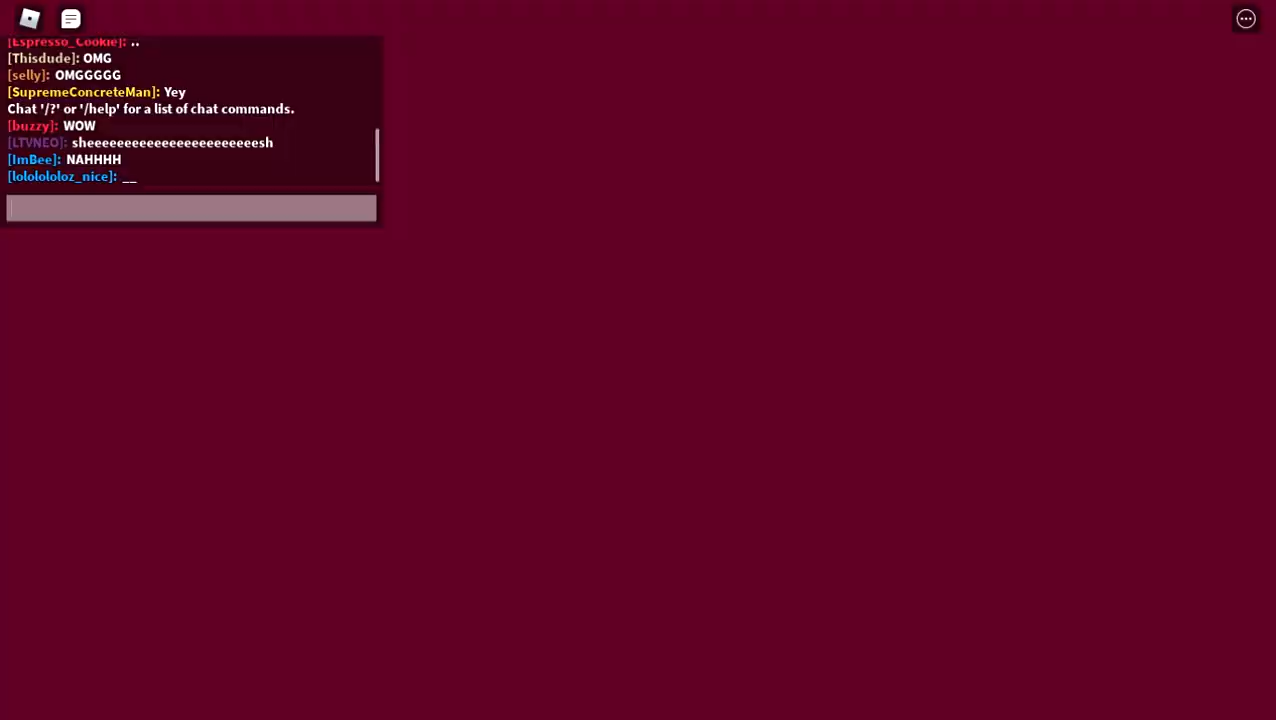 [Espresso_Cookie]: ..
[Thisdude]: OMG
[selly]: OMGGGGG
[SupremeConcreteMan]: Yey
Chat '/?' or '/help' for a list of chat commands.
[buzzy]: WOW
[LTVNEO]: sheeeeeeeeeeeeeeeeeeeeeeesh
[ImBee]: NAHHHH
[lololololoz_nice]: __